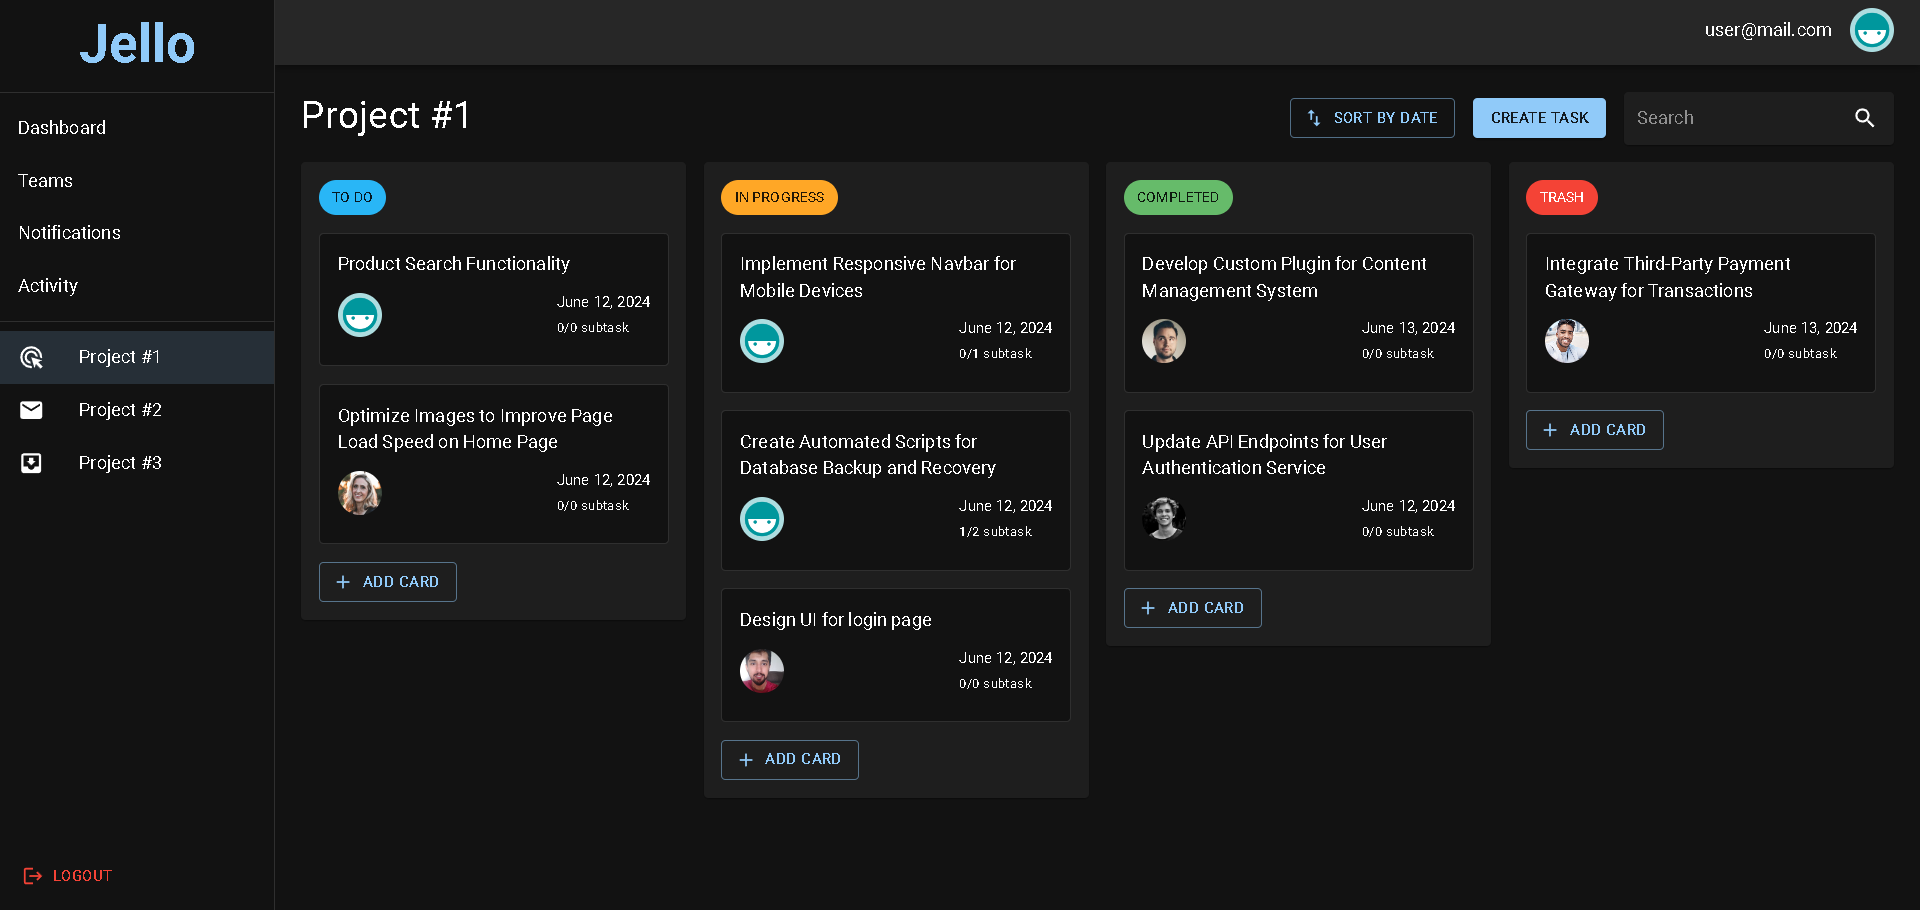 Jello
Dashboard
Teams
Notifications
Activity
Project #1
Project #2
Project #3
LOGOUT
user@mail.com
Project #1
SORT BY DATE
CREATE TASK
Search
TO DO
Product Search Functionality
June 12, 2024
0/0 subtask
Optimize Images to Improve Page
Load Speed on Home Page
June 12, 2024
0/0 subtask
ADD CARD
IN PROGRESS
Implement Responsive Navbar for
Mobile Devices
June 12, 2024
0/1 subtask
Create Automated Scripts for
Database Backup and Recovery
June 12, 2024
1/2 subtask
Design UI for login page
June 12, 2024
0/0 subtask
ADD CARD
COMPLETED
Develop Custom Plugin for Content
Management System
June 13, 2024
0/0 subtask
Update API Endpoints for User
Authentication Service
June 12, 2024
0/0 subtask
ADD CARD
TRASH
Integrate Third-Party Payment
Gateway for Transactions
June 13, 2024
0/0 subtask
ADD CARD